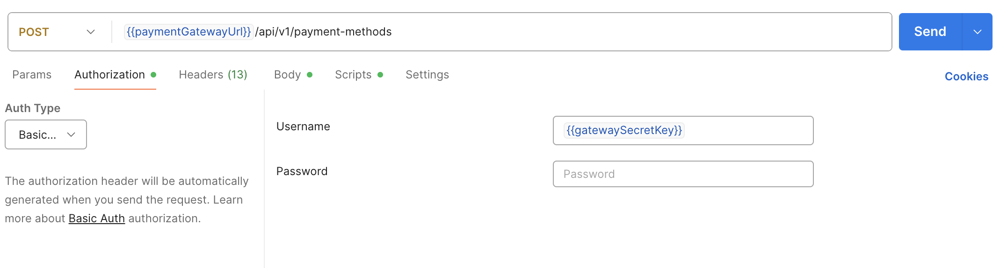 POST {{paymentGatewayUrl}}/api/v1/payment-methods Send
Params Authorization Headers (13) Body Scripts Settings Cookies
Auth Type
Basic...
The authorization header will be automatically
generated when you send the request. Learn
more about Basic Auth authorization.
Username {{gatewaySecretKey}}
Password Password